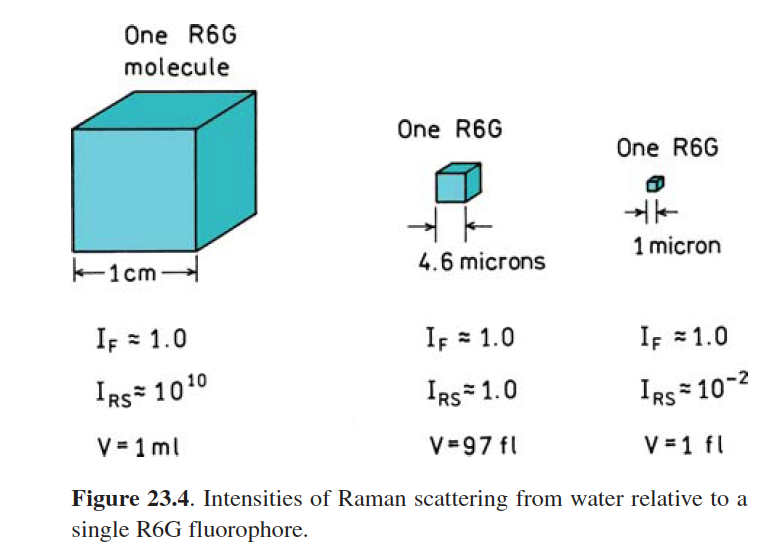 One R6G
molecule
1cm
I_F ≈ 1.0
I_RS ≈ 10^10
V = 1 ml
One R6G
4.6 microns
I_F ≈ 1.0
I_RS ≈ 1.0
V = 97 fl
One R6G
1 micron
I_F ≈ 1.0
I_RS ≈ 10^-2
V = 1 fl
Figure 23.4. Intensities of Raman scattering from water relative to a
single R6G fluorophore.